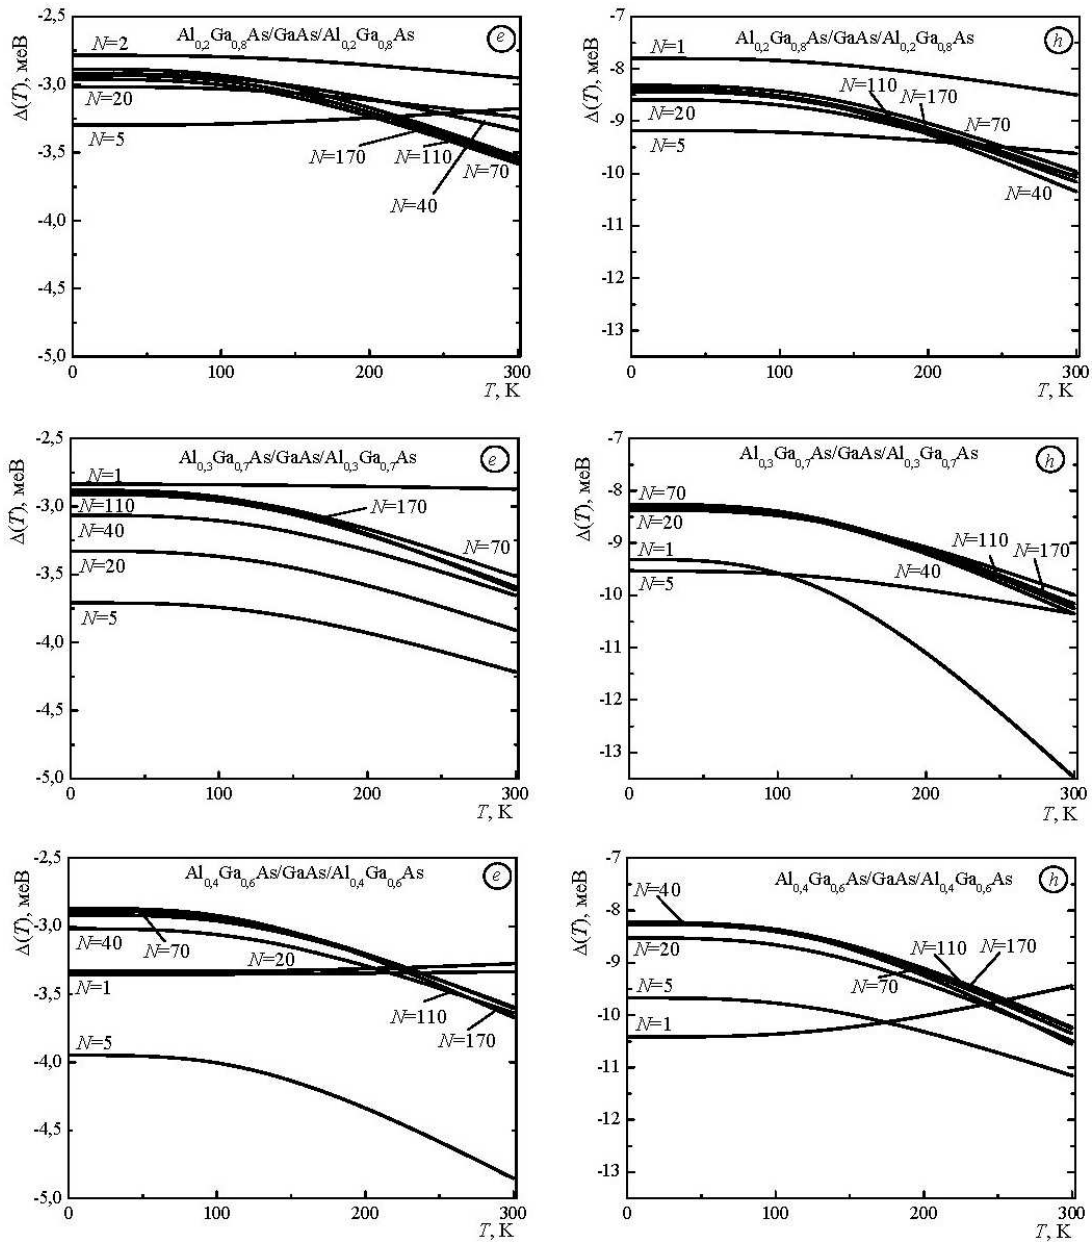 Al0,2Ga0,8As/GaAs/Al0,2Ga0,8As
e
Δ(T), меВ
-2,5
-3,0
-3,5
-4,0
-4,5
-5,0
N=2
N=20
N=5
N=170
N=110
N=70
N=40
0
100
200
300
T, K
Al0,2Ga0,8As/GaAs/Al0,2Ga0,8As
h
Δ(T), меВ
-7
-8
-9
-10
-11
-12
-13
N=1
N=20
N=5
N=110
N=170
N=70
N=40
0
100
200
300
T, K
Al0,3Ga0,7As/GaAs/Al0,3Ga0,7As
e
Δ(T), меВ
-2,5
-3,0
-3,5
-4,0
-4,5
-5,0
N=1
N=110
N=40
N=20
N=5
N=170
N=70
0
100
200
300
T, K
Al0,3Ga0,7As/GaAs/Al0,3Ga0,7As
h
Δ(T), меВ
-7
-8
-9
-10
-11
-12
-13
N=70
N=20
N=1
N=5
N=110
N=170
N=40
0
100
200
300
T, K
Al0,4Ga0,6As/GaAs/Al0,4Ga0,6As
e
Δ(T), меВ
-2,5
-3,0
-3,5
-4,0
-4,5
-5,0
N=40
N=70
N=20
N=1
N=110
N=170
N=5
0
100
200
300
T, K
Al0,4Ga0,6As/GaAs/Al0,4Ga0,6As
h
Δ(T), меВ
-7
-8
-9
-10
-11
-12
-13
N=40
N=20
N=5
N=1
N=110
N=170
N=70
0
100
200
300
T, K